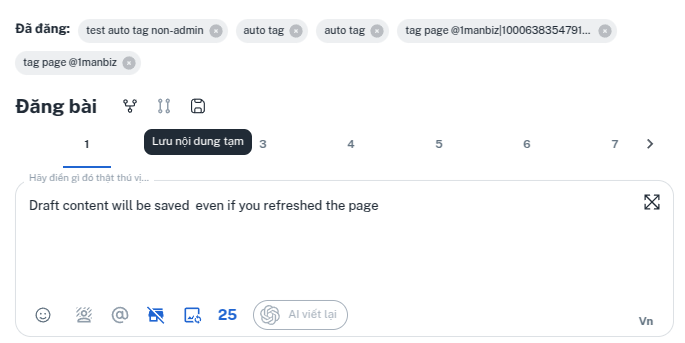 Đã đăng: test auto tag non-admin auto tag auto tag tag page @1manbiz|1000638354791...
tag page @1manbiz
Đăng bài
Lưu nội dung tạm
1 3 4 5 6 7
Hãy điền gì đó thật thú vị...
Draft content will be saved  even if you refreshed the page
25 AI viết lại
Vn